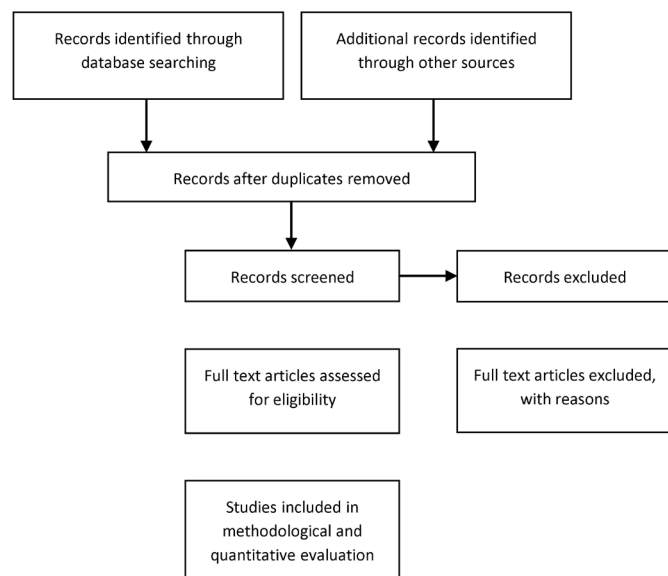 Records identified through
database searching
Additional records identified
through other sources
Records after duplicates removed
Records screened
Records excluded
Full text articles assessed
for eligibility
Full text articles excluded,
with reasons
Studies included in
methodological and
quantitative evaluation